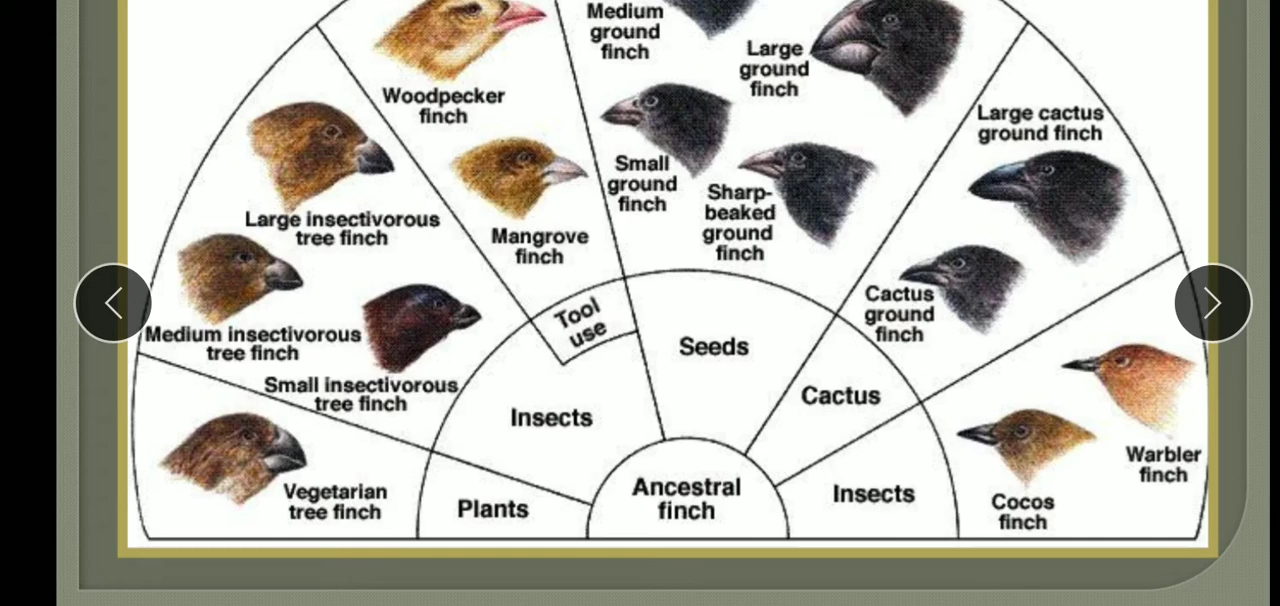 Medium
ground
finch
Large
ground
finch
Woodpecker
finch
Large cactus
ground finch
Small
ground
finch
Sharp-
beaked
ground
finch
Large insectivorous
tree finch
Mangrove
finch
Cactus
ground
finch
Medium insectivorous
tree finch
Tool
use
Seeds
Small insectivorous
tree finch
Insects
Cactus
Warbler
finch
Vegetarian
tree finch
Plants
Ancestral
finch
Insects
Cocos
finch